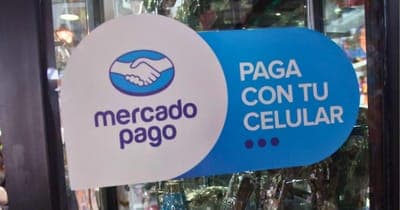 mercado
pago
PAGA
CON TU
CELULAR